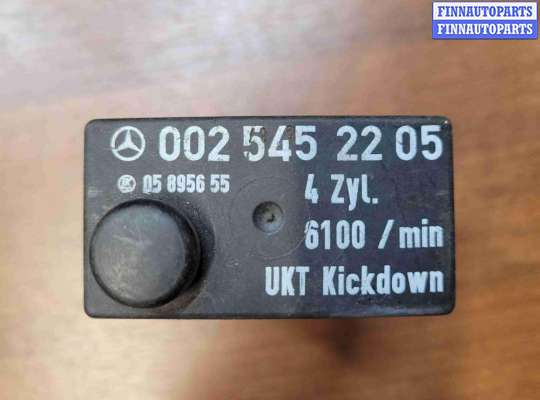 FINNAUTOPARTS
FINNAUTOPARTS
002 545 22 05
05 8956 55
4 Zyl.
6100 /min
UKT Kickdown